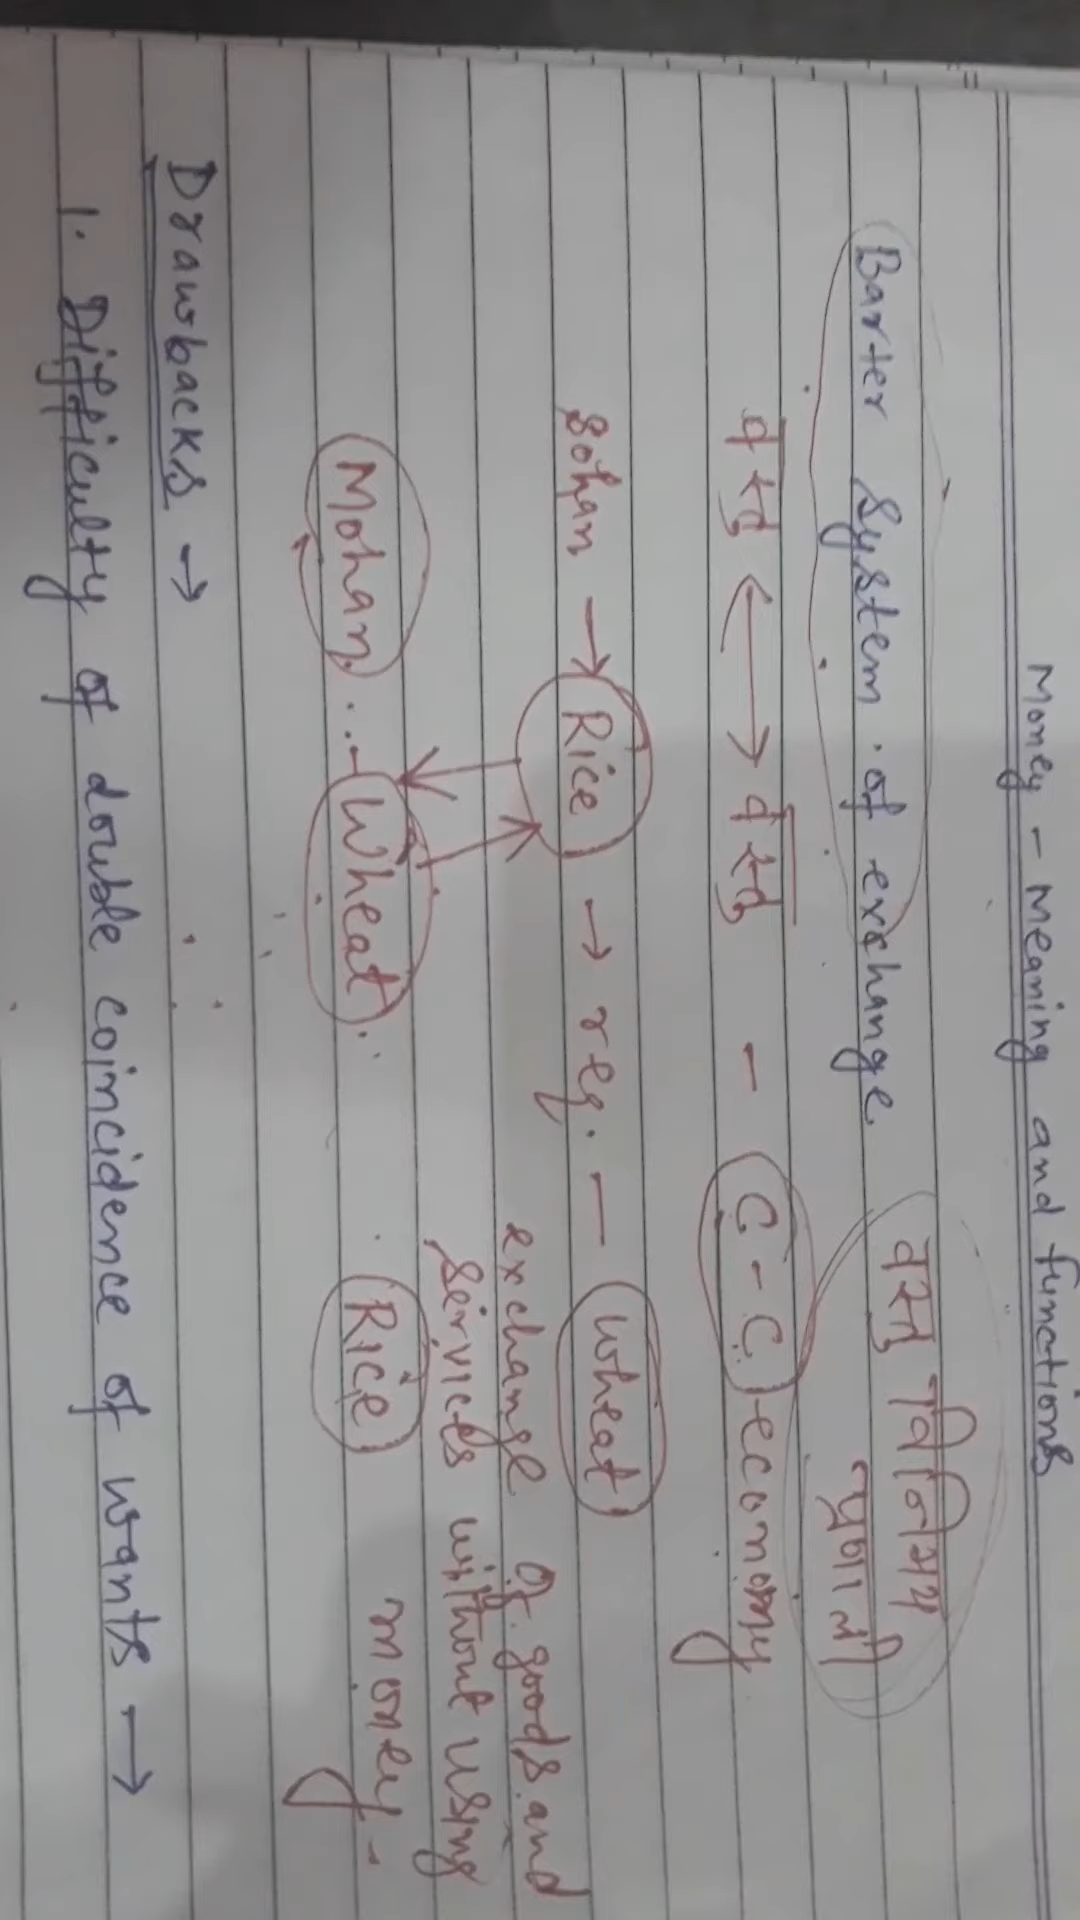 Money - Meaning and functions
Barter System of exchange वस्तु विनिमय
प्रणाली
वस्तु ⟷ वस्तु - C-C economy
Sohan → Rice → req. — Wheat
exchange of goods and
services without using
Mohan . . - Wheat Rice money -
Drawbacks →
1. Difficulty of double coincidence of wants →